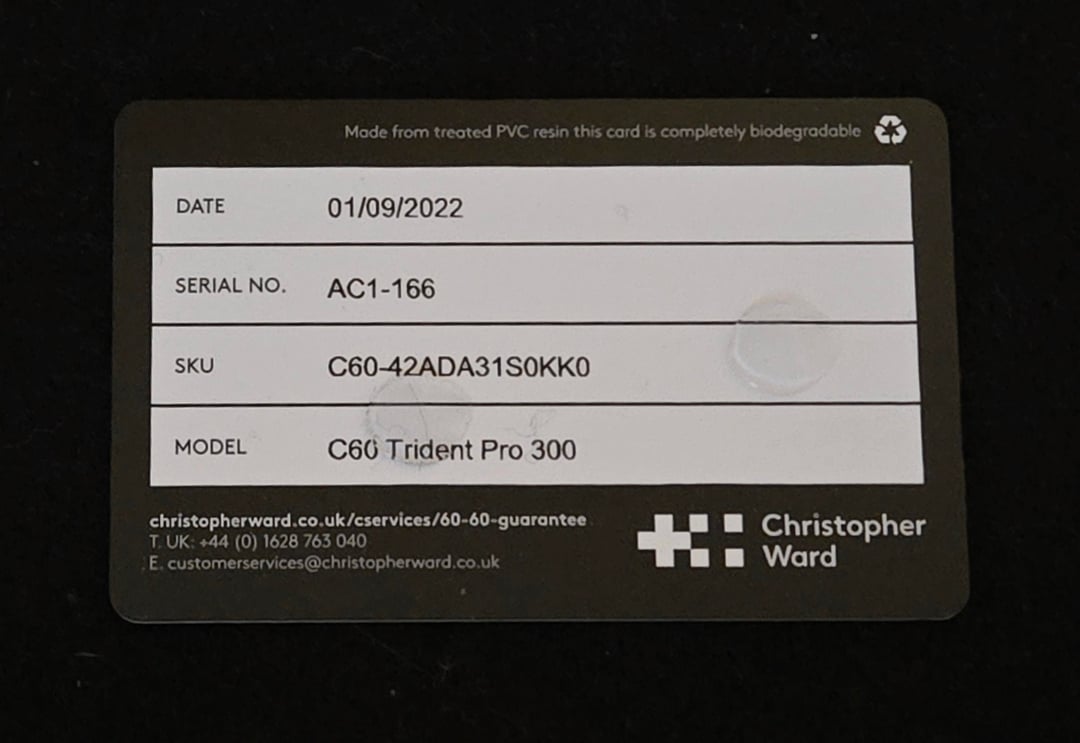 Made from treated PVC resin this card is completely biodegradable
DATE 01/09/2022
SERIAL NO. AC1-166
SKU C60-42ADA31S0KK0
MODEL C60 Trident Pro 300
christopherward.co.uk/cservices/60-60-guarantee
T. UK: +44 (0) 1628 763 040
E. customerservices@christopherward.co.uk
Christopher
Ward